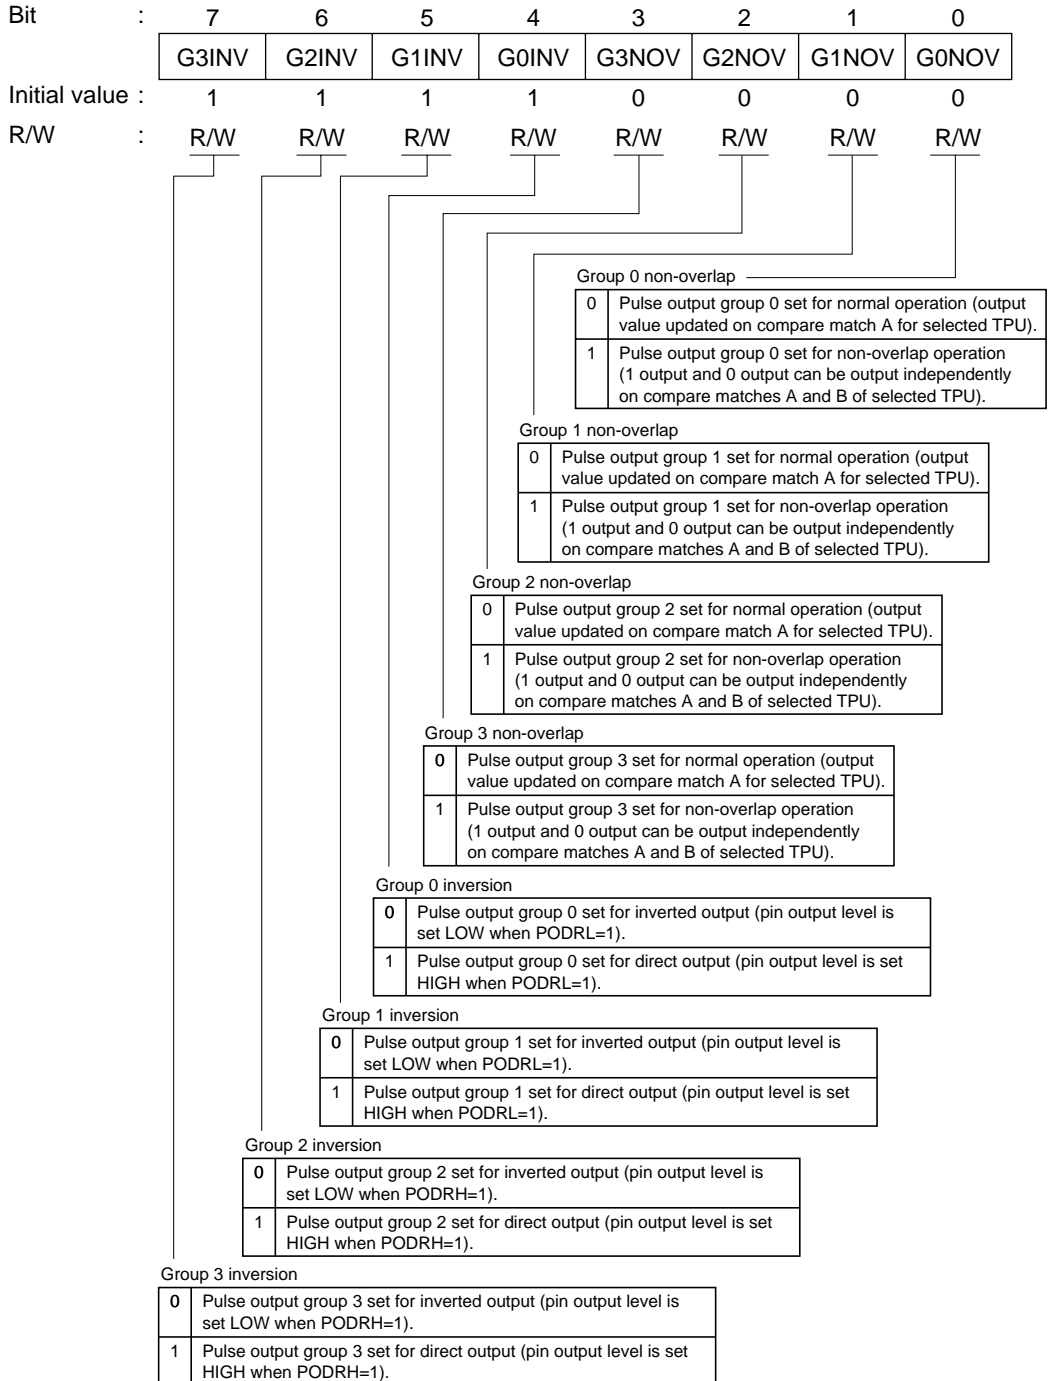 Bit : 7 6 5 4 3 2 1 0
G3INV G2INV G1INV G0INV G3NOV G2NOV G1NOV G0NOV
Initial value : 1 1 1 1 0 0 0 0
R/W : R/W R/W R/W R/W R/W R/W R/W R/W
Group 0 non-overlap
0 Pulse output group 0 set for normal operation (output
value updated on compare match A for selected TPU).
1 Pulse output group 0 set for non-overlap operation
(1 output and 0 output can be output independently
on compare matches A and B of selected TPU).
Group 1 non-overlap
0 Pulse output group 1 set for normal operation (output
value updated on compare match A for selected TPU).
1 Pulse output group 1 set for non-overlap operation
(1 output and 0 output can be output independently
on compare matches A and B of selected TPU).
Group 2 non-overlap
0 Pulse output group 2 set for normal operation (output
value updated on compare match A for selected TPU).
1 Pulse output group 2 set for non-overlap operation
(1 output and 0 output can be output independently
on compare matches A and B of selected TPU).
Group 3 non-overlap
0 Pulse output group 3 set for normal operation (output
value updated on compare match A for selected TPU).
1 Pulse output group 3 set for non-overlap operation
(1 output and 0 output can be output independently
on compare matches A and B of selected TPU).
Group 0 inversion
0 Pulse output group 0 set for inverted output (pin output level is
set LOW when PODRL=1).
1 Pulse output group 0 set for direct output (pin output level is set
HIGH when PODRL=1).
Group 1 inversion
0 Pulse output group 1 set for inverted output (pin output level is
set LOW when PODRL=1).
1 Pulse output group 1 set for direct output (pin output level is set
HIGH when PODRL=1).
Group 2 inversion
0 Pulse output group 2 set for inverted output (pin output level is
set LOW when PODRH=1).
1 Pulse output group 2 set for direct output (pin output level is set
HIGH when PODRH=1).
Group 3 inversion
0 Pulse output group 3 set for inverted output (pin output level is
set LOW when PODRH=1).
1 Pulse output group 3 set for direct output (pin output level is set
HIGH when PODRH=1).